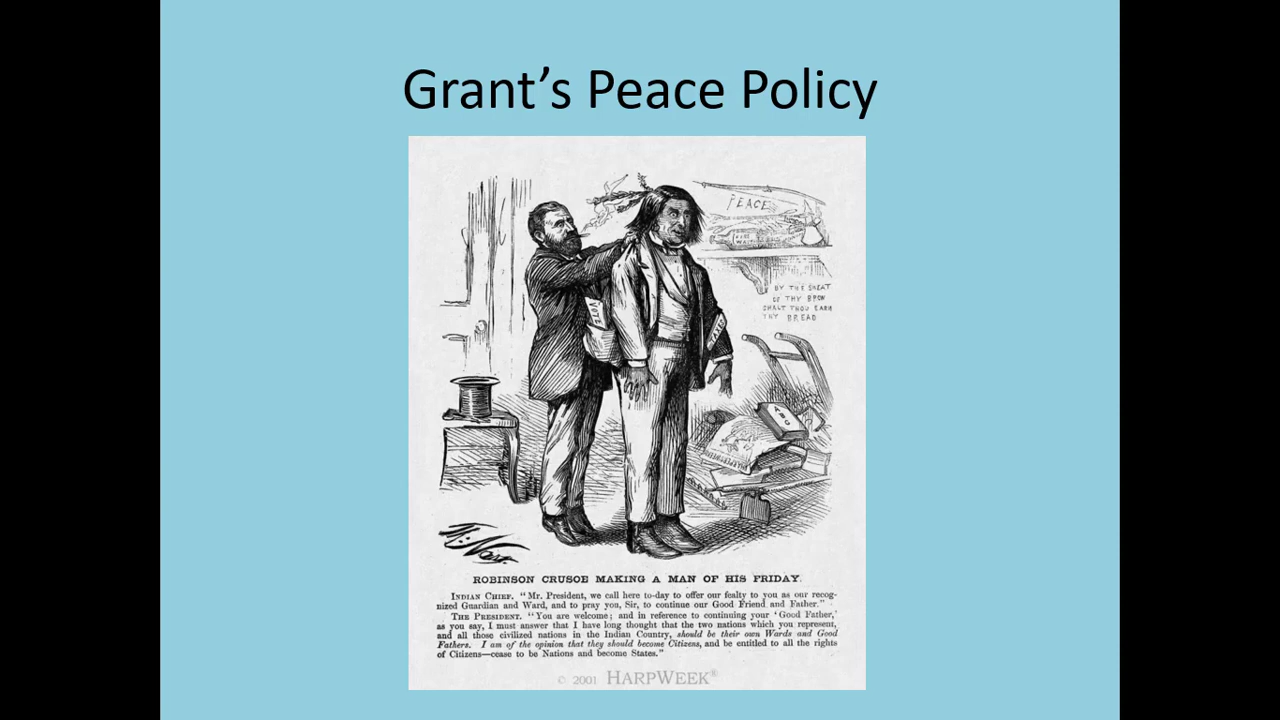 Grant’s Peace Policy
PEACE
BY THE SWEAT
OF THY BROW
SHALT THOU EARN
THY BREAD
VOTE
ABC
Th: Nast.
ROBINSON CRUSOE MAKING A MAN OF HIS FRIDAY.
INDIAN CHIEF. "Mr. President, we call here to-day to offer our fealty to you as our recog-
nized Guardian and Ward, and to pray you, Sir, to continue our Good Friend and Father."
THE PRESIDENT. "You are welcome; and in reference to continuing your 'Good Father,'
as you say, I must answer that I have long thought that the two nations which you represent,
and all those civilized nations in the Indian Country, should be their own Wards and Good
Fathers. I am of the opinion that they should become Citizens, and be entitled to all the rights
of Citizens—cease to be Nations and become States."
© 2001 HARPWEEK®